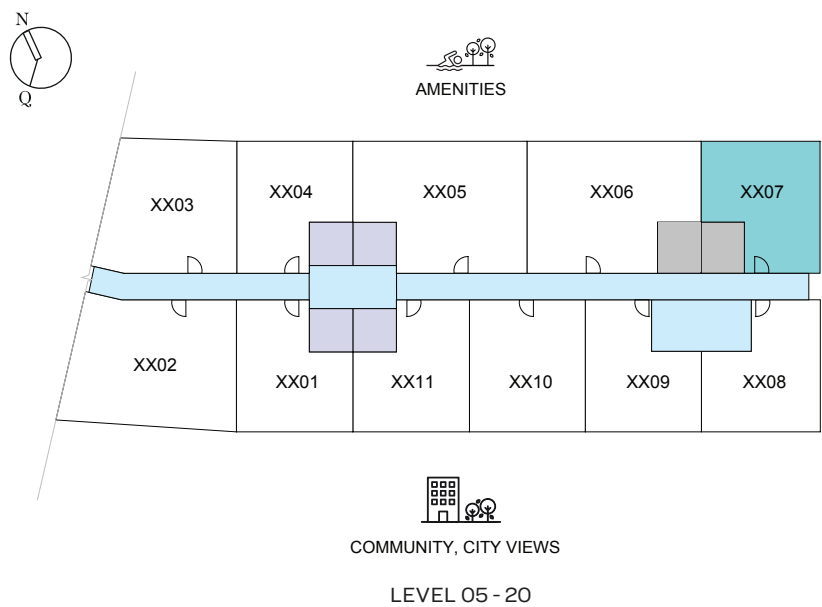 N
Q
AMENITIES
XX03
XX04
XX05
XX06
XX07
XX02
XX01
XX11
XX10
XX09
XX08
COMMUNITY, CITY VIEWS
LEVEL 05 - 20